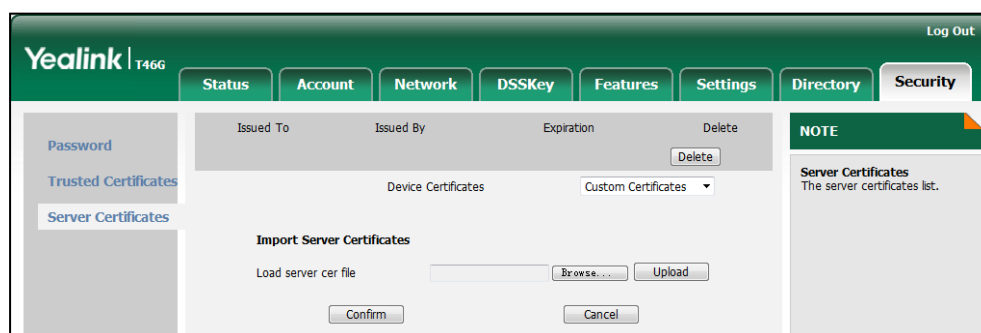 Log Out
Yealink T46G
Status Account Network DSSKey Features Settings Directory Security
Password
Trusted Certificates
Server Certificates
Issued To Issued By Expiration Delete
Delete
Device Certificates Custom Certificates
Import Server Certificates
Load server cer file Browse... Upload
Confirm Cancel
NOTE
Server Certificates
The server certificates list.